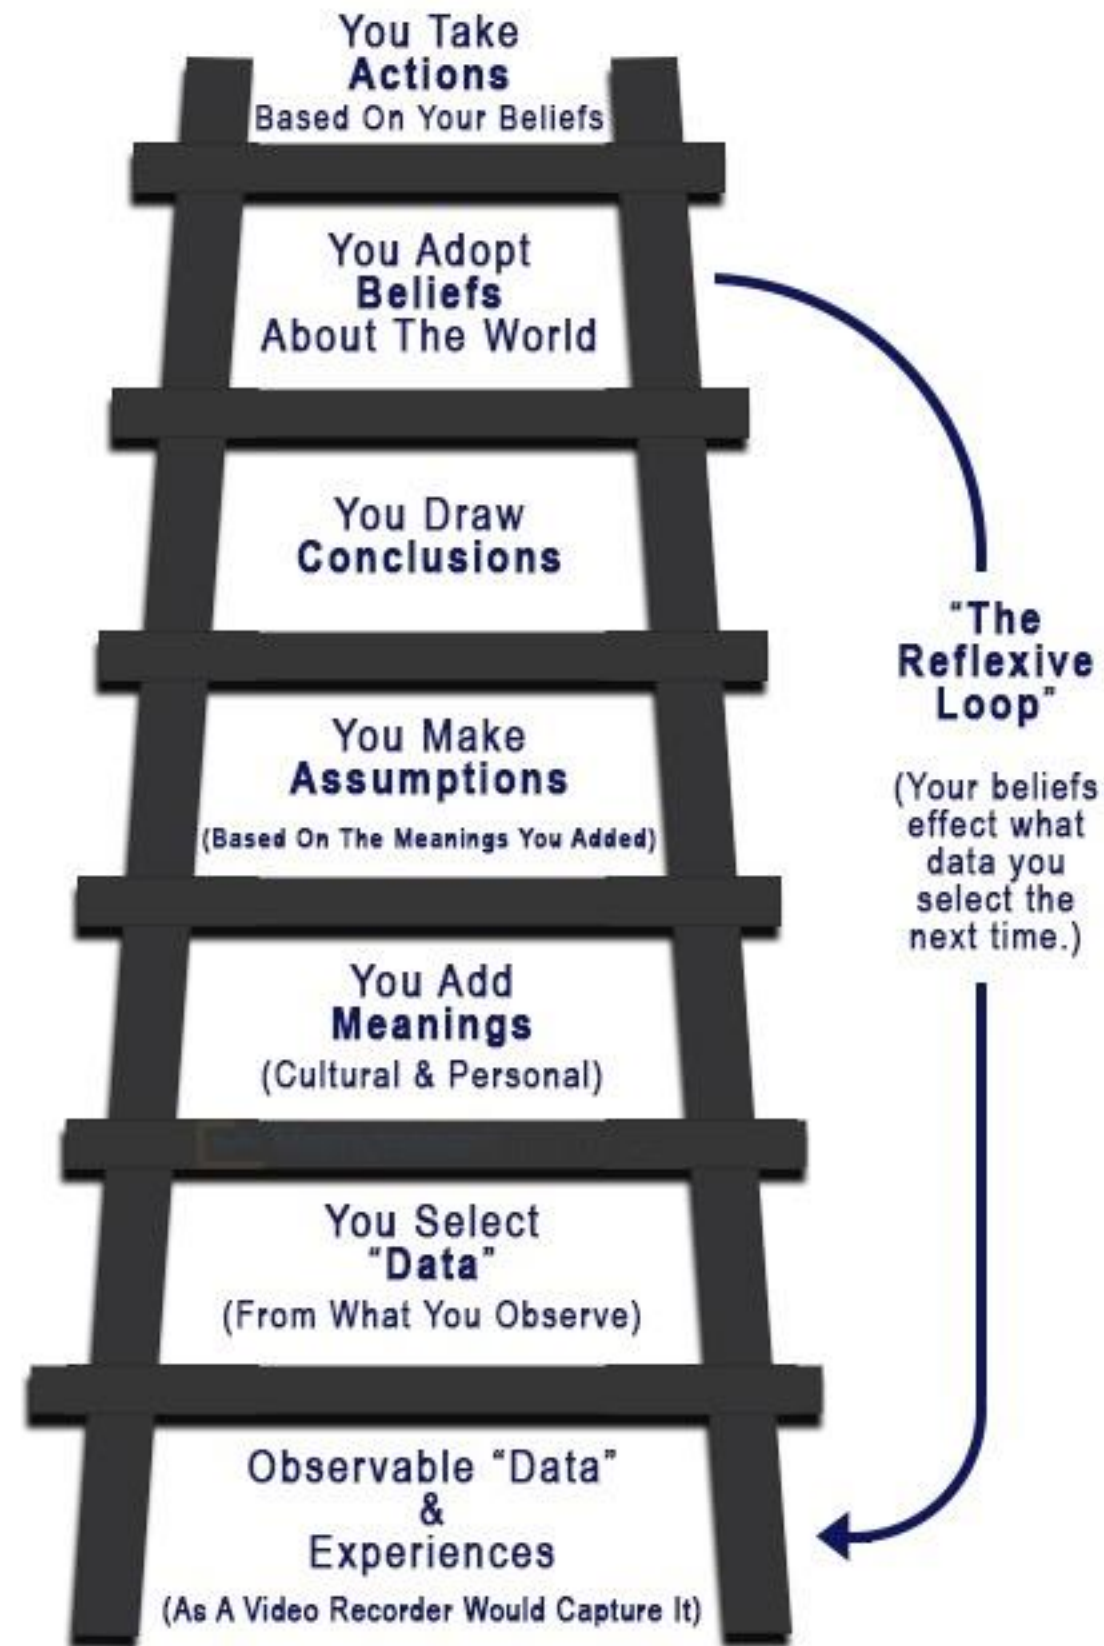 You Take
Actions
Based On Your Beliefs
You Adopt
Beliefs
About The World
You Draw
Conclusions
"The
Reflexive
Loop"
(Your beliefs
effect what
data you
select the
next time.)
You Make
Assumptions
(Based On The Meanings You Added)
You Add
Meanings
(Cultural & Personal)
You Select
"Data"
(From What You Observe)
Observable "Data"
&
Experiences
(As A Video Recorder Would Capture It)